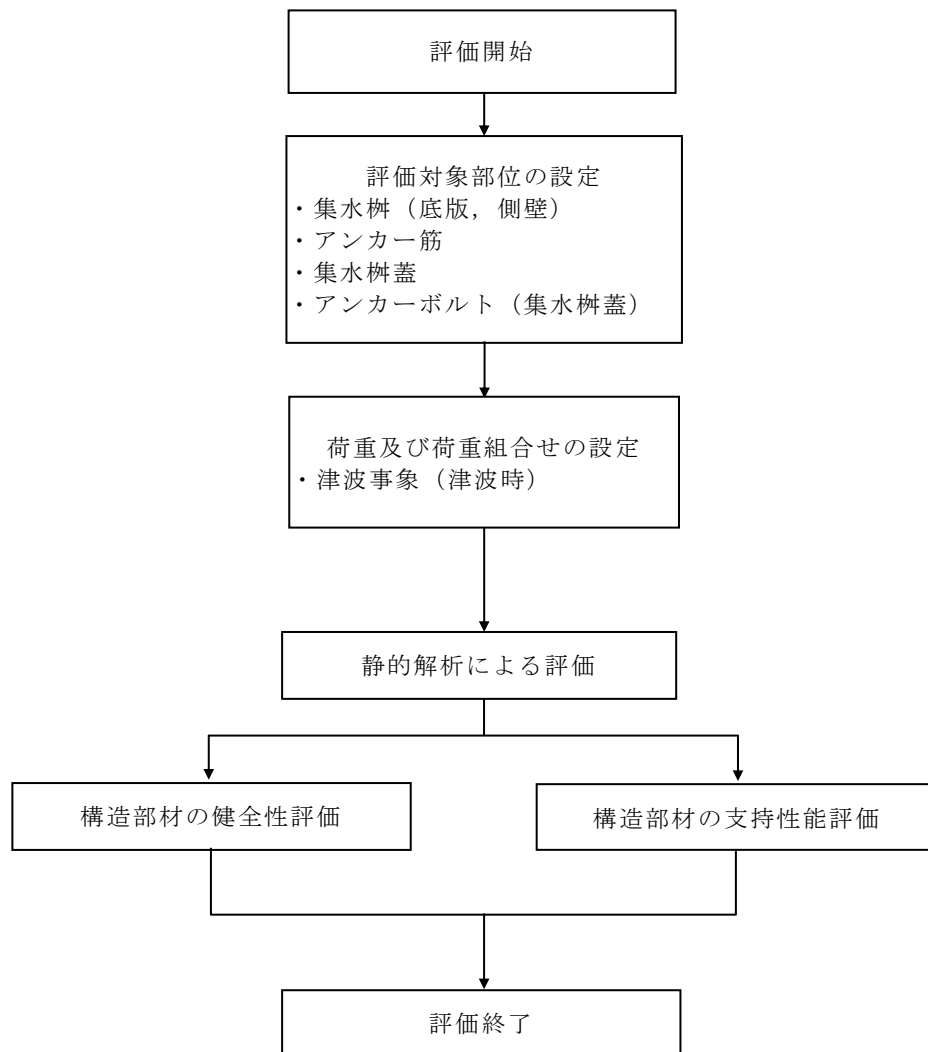 評価開始
評価対象部位の設定
・集水桝（底版，側壁）
・アンカー筋
・集水桝蓋
・アンカーボルト（集水桝蓋）
荷重及び荷重組合せの設定
・津波事象（津波時）
静的解析による評価
構造部材の健全性評価
構造部材の支持性能評価
評価終了